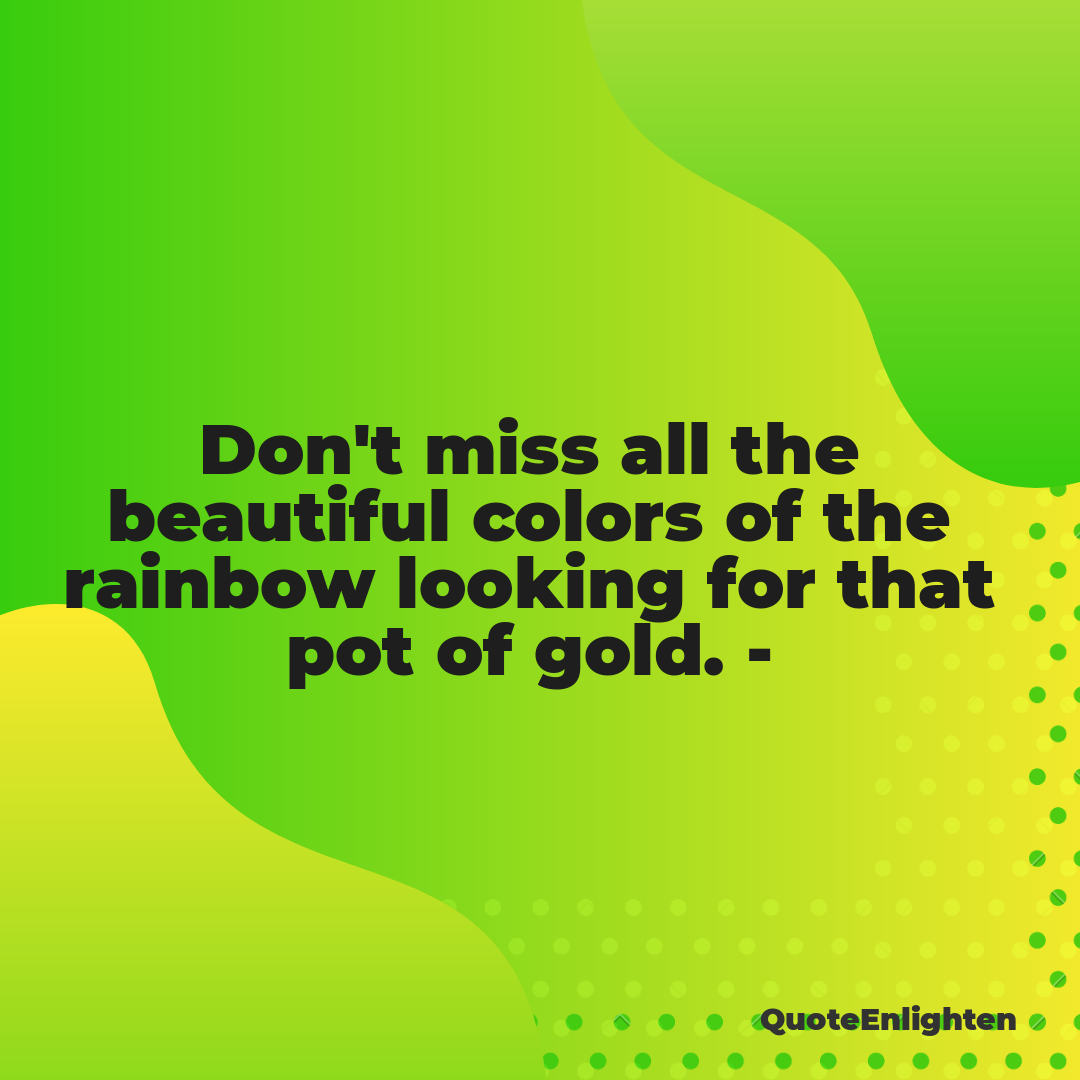 Don't miss all the
beautiful colors of the
rainbow looking for that
pot of gold. -
QuoteEnlighten